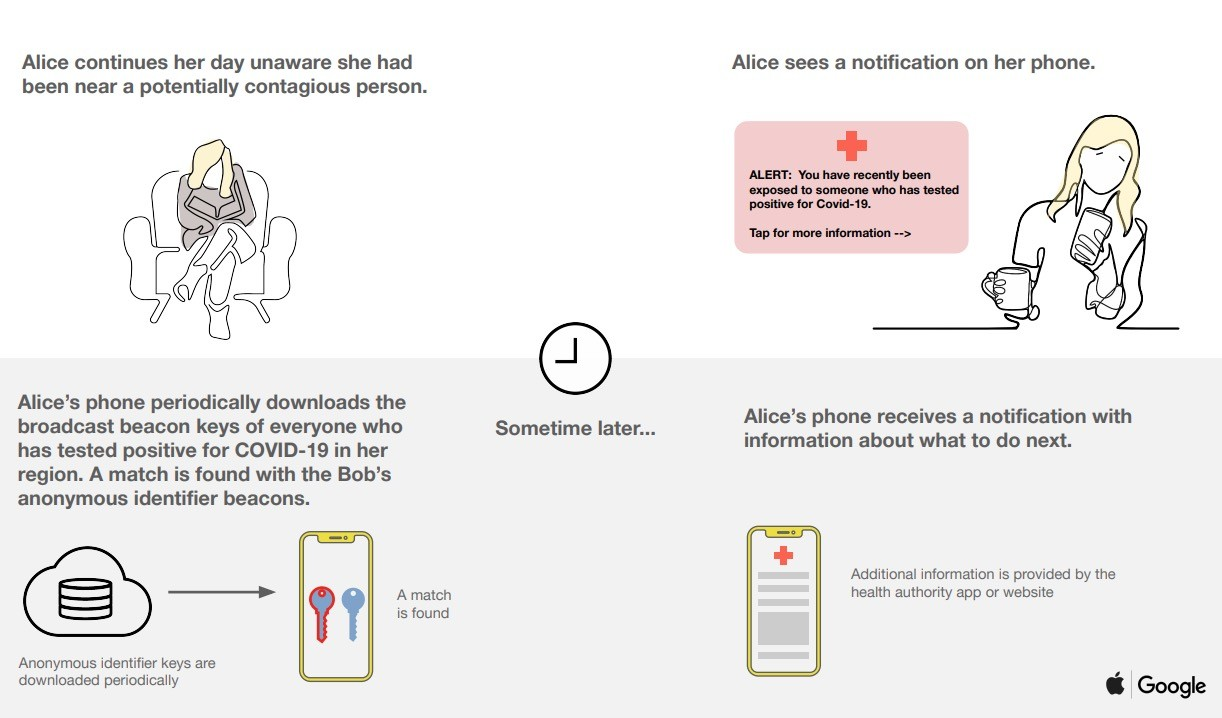 Alice continues her day unaware she had
been near a potentially contagious person.
Alice sees a notification on her phone.
ALERT:  You have recently been
exposed to someone who has tested
positive for Covid-19.
Tap for more information -->
Alice’s phone periodically downloads the
broadcast beacon keys of everyone who
has tested positive for COVID-19 in her
region. A match is found with the Bob’s
anonymous identifier beacons.
Sometime later...
Alice’s phone receives a notification with
information about what to do next.
A match
is found
Anonymous identifier keys are
downloaded periodically
Additional information is provided by the
health authority app or website
Google